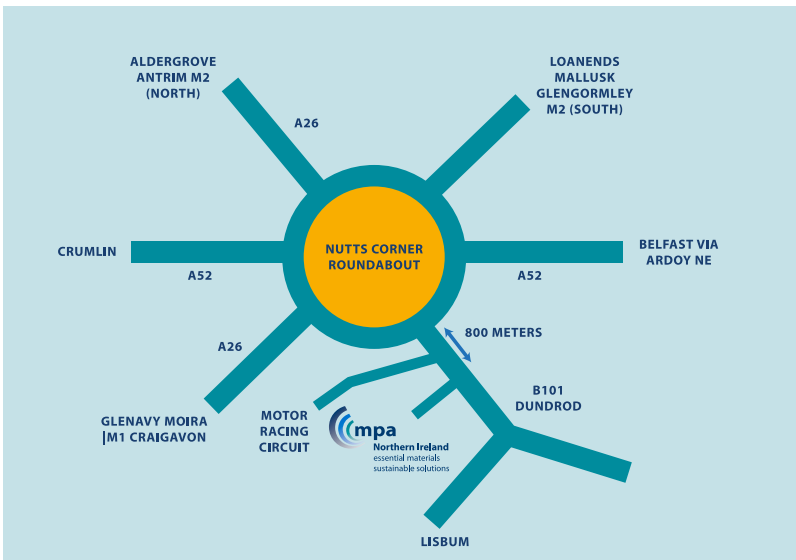 ALDERGROVE
ANTRIM M2
(NORTH)
LOANENDS
MALLUSK
GLENGORMLEY
M2 (SOUTH)
A26
CRUMLIN
NUTTS CORNER
ROUNDABOUT
BELFAST VIA
ARDOY NE
A52
A52
800 METERS
A26
B101
DUNDROD
GLENAVY MOIRA
|M1 CRAIGAVON
MOTOR
RACING
CIRCUIT
mpa
Northern Ireland
essential materials
sustainable solutions
LISBUM